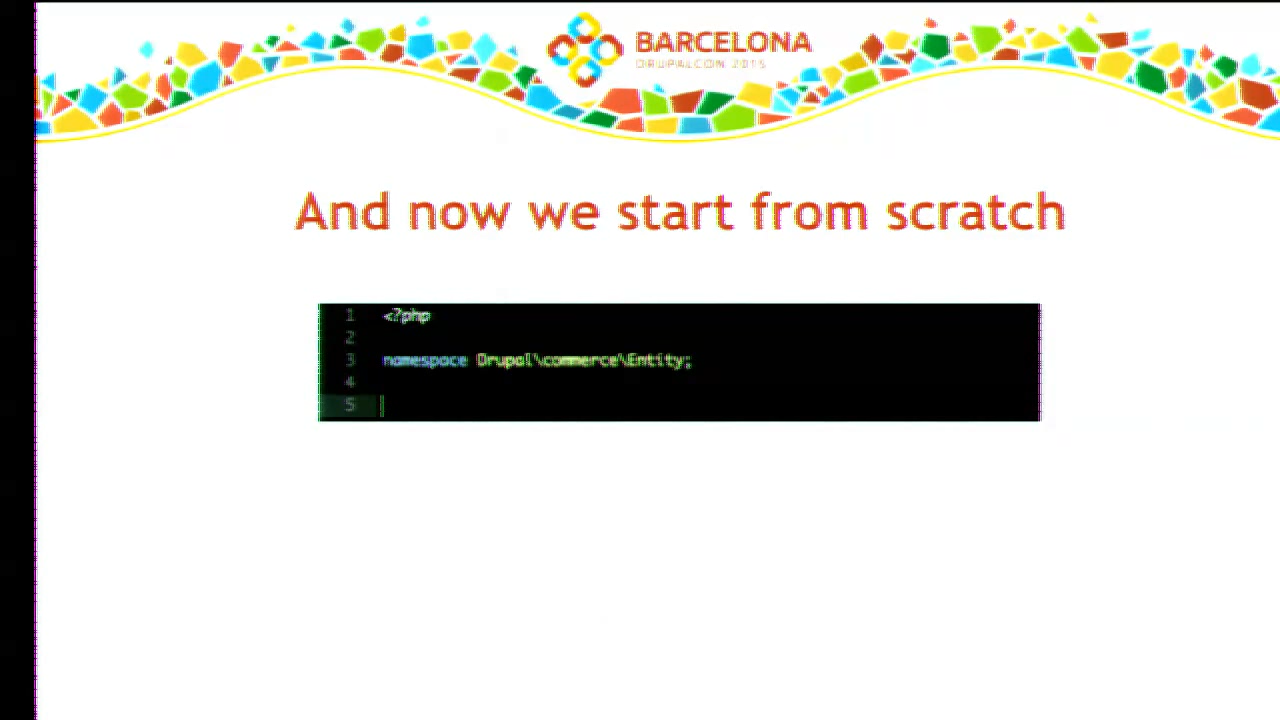 BARCELONA
DRUPALCON 2015
And now we start from scratch
1 <?php
2
3 namespace Drupal\commerce\Entity;
4
5